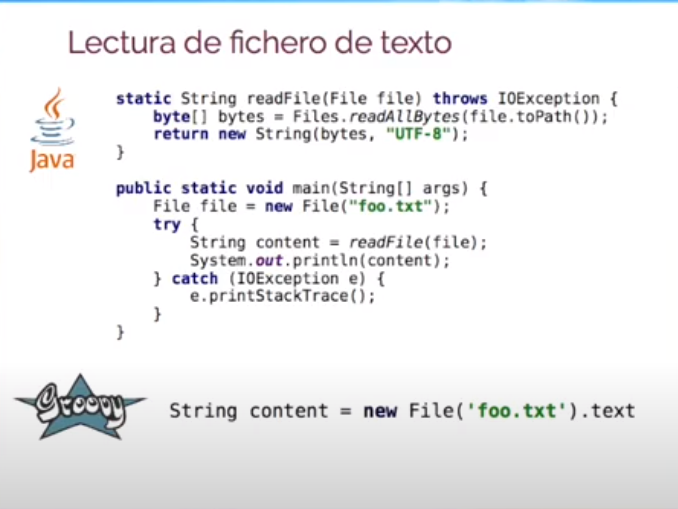 Lectura de fichero de texto
static String readFile(File file) throws IOException {
byte[] bytes = Files.readAllBytes(file.toPath());
return new String(bytes, "UTF-8");
}
Java
public static void main(String[] args) {
File file = new File("foo.txt");
try {
String content = readFile(file);
System.out.println(content);
} catch (IOException e) {
e.printStackTrace();
}
}
Groovy
String content = new File('foo.txt').text